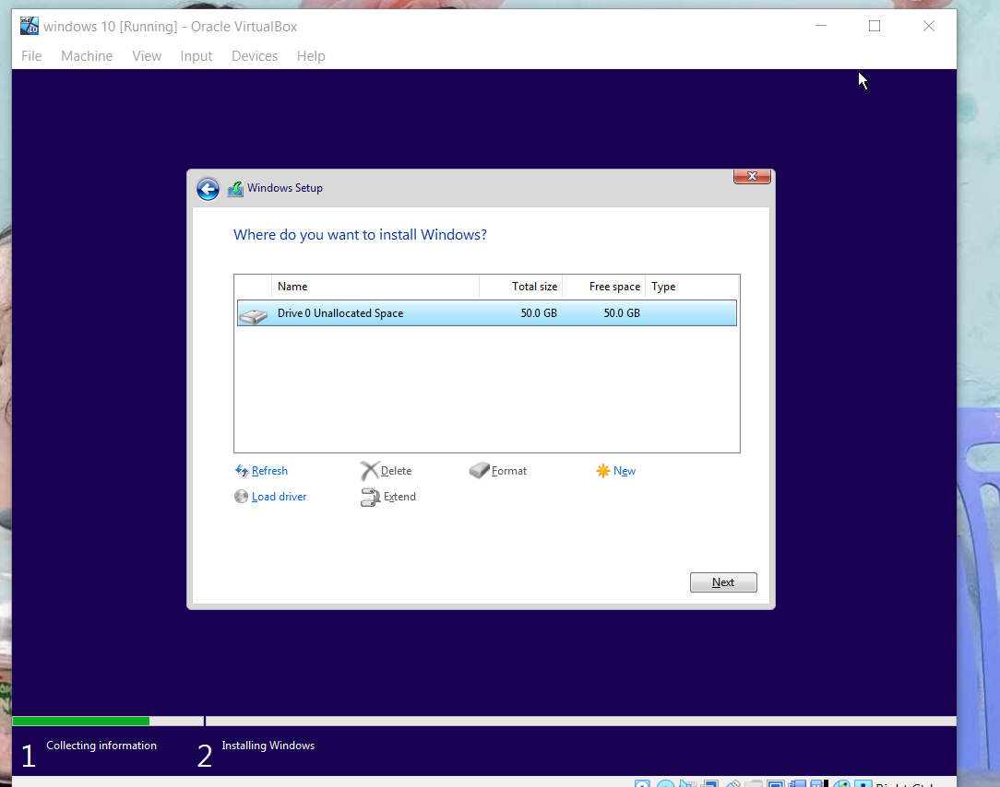 windows 10 [Running] - Oracle VirtualBox
File Machine View Input Devices Help
Windows Setup
Where do you want to install Windows?
Name Total size Free space Type
Drive 0 Unallocated Space 50.0 GB 50.0 GB
Refresh Delete Format New
Load driver Extend
Next
1 Collecting information 2 Installing Windows
Right Ctrl